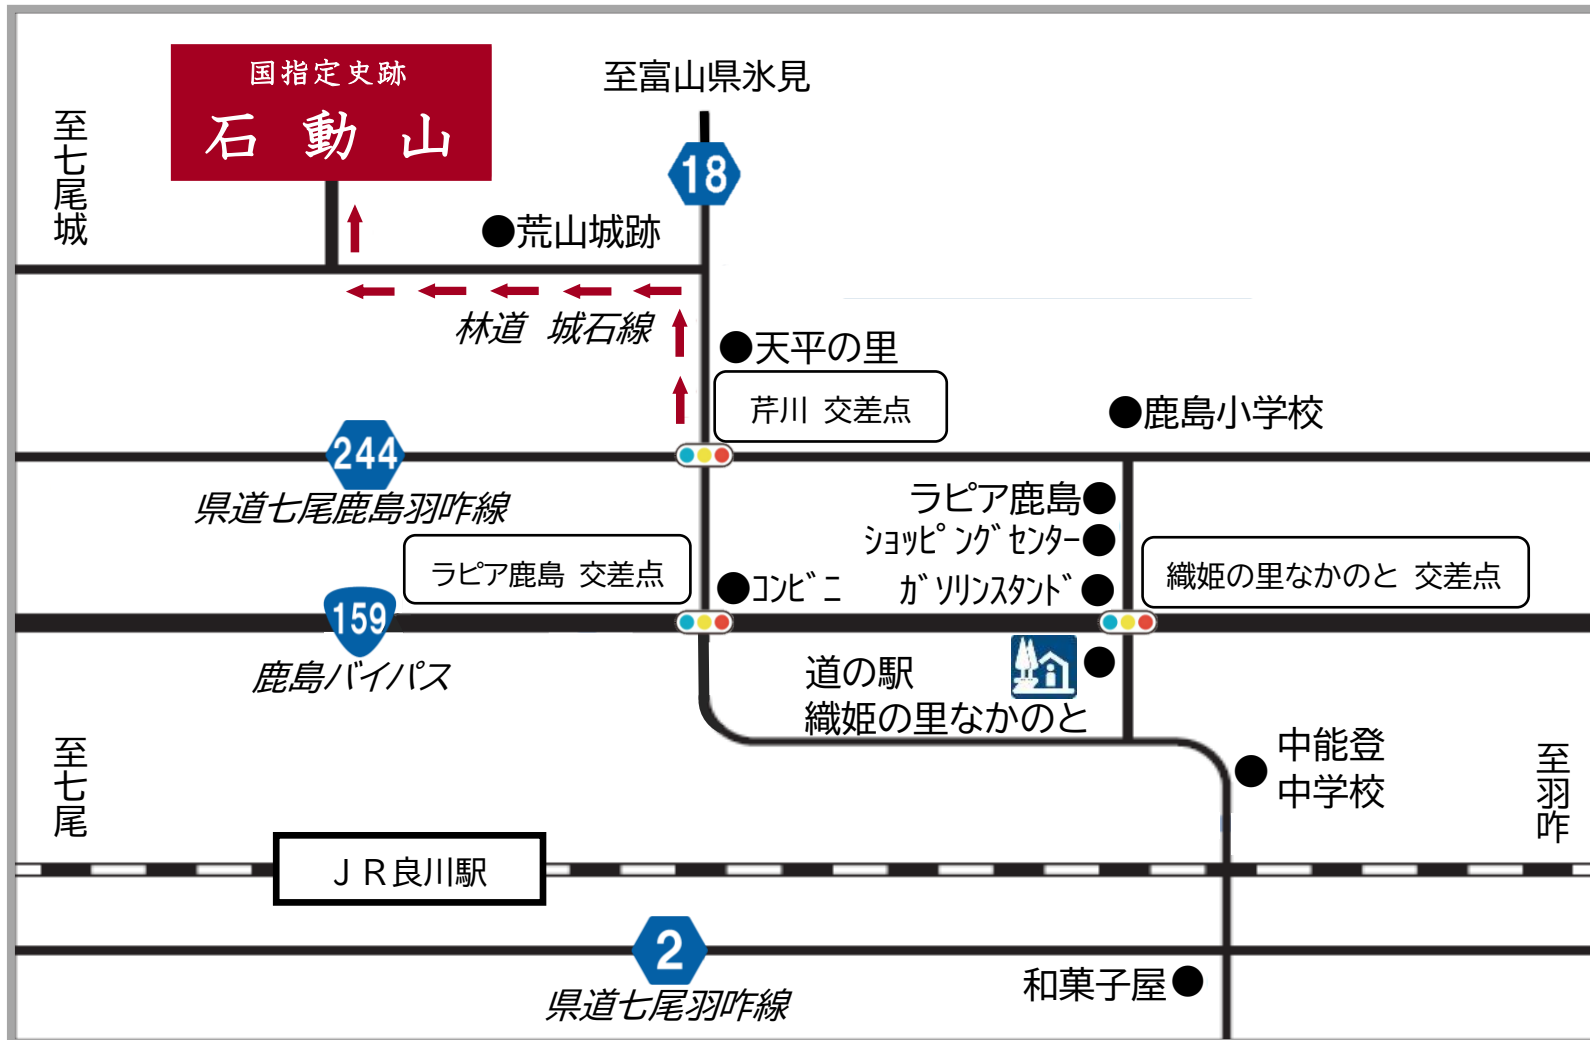 国指定史跡
石動山
至富山県氷見
至七尾城
18
●荒山城跡
林道 城石線
●天平の里
芹川 交差点
●鹿島小学校
244
県道七尾鹿島羽咋線
ラピア鹿島●
ｼｮｯﾋﾟﾝｸﾞｾﾝﾀｰ●
ラピア鹿島 交差点
●ｺﾝﾋﾞﾆ
ｶﾞｿﾘﾝｽﾀﾝﾄﾞ●
織姫の里なかのと 交差点
159
鹿島バイパス
道の駅
織姫の里なかのと
至七尾
中能登
中学校
至羽咋
ＪＲ良川駅
2
県道七尾羽咋線
和菓子屋●